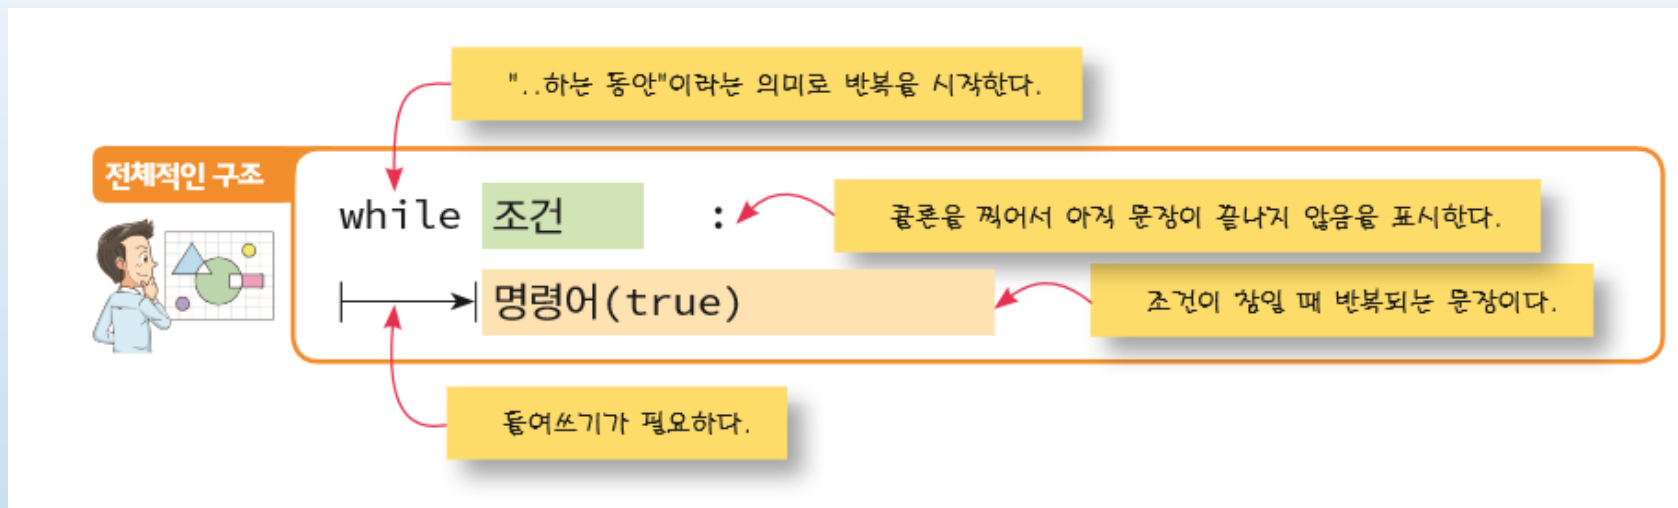 "..하는 동안"이라는 의미로 반복을 시작한다.
전체적인 구조
while 조건 :
콜론을 찍어서 아직 문장이 끝나지 않음을 표시한다.
명령어(true)
조건이 참일 때 반복되는 문장이다.
들여쓰기가 필요하다.